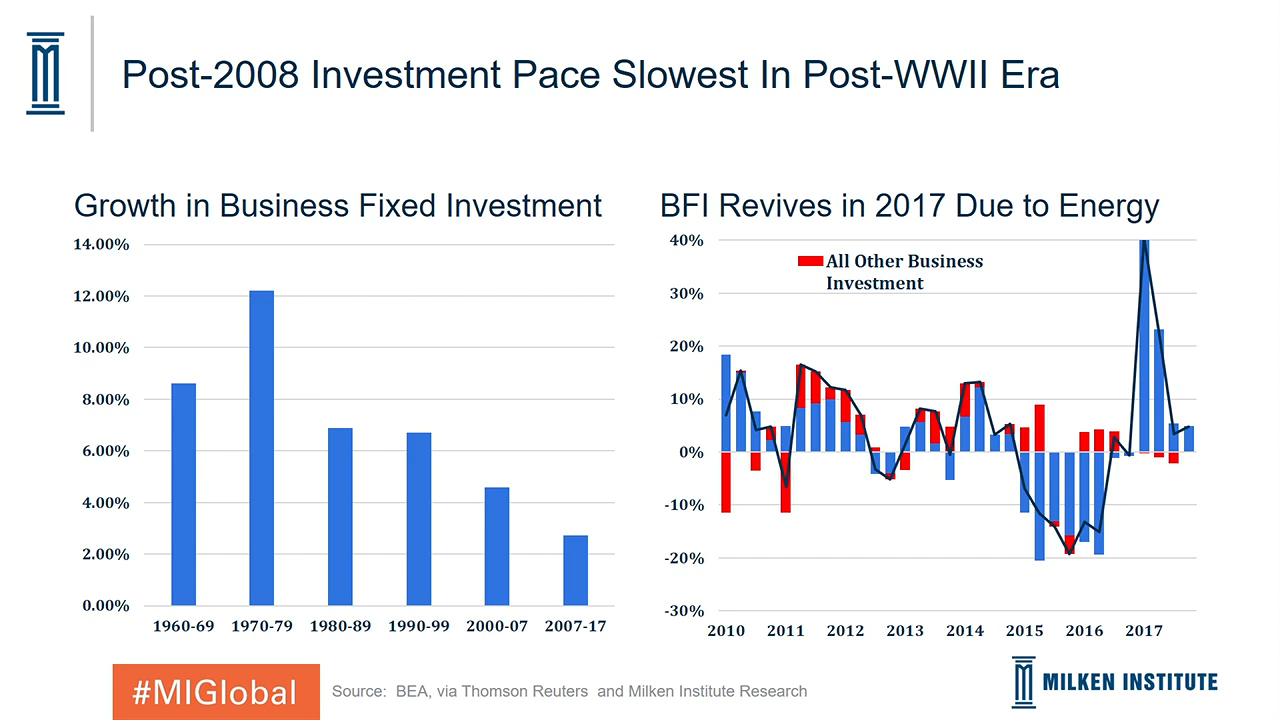 Post-2008 Investment Pace Slowest In Post-WWII Era
Growth in Business Fixed Investment
14.00%
12.00%
10.00%
8.00%
6.00%
4.00%
2.00%
0.00%
1960-69 1970-79 1980-89 1990-99 2000-07 2007-17
BFI Revives in 2017 Due to Energy
40%
30%
20%
10%
0%
-10%
-20%
-30%
All Other Business
Investment
2010 2011 2012 2013 2014 2015 2016 2017
#MIGlobal
Source: BEA, via Thomson Reuters and Milken Institute Research
MILKEN INSTITUTE